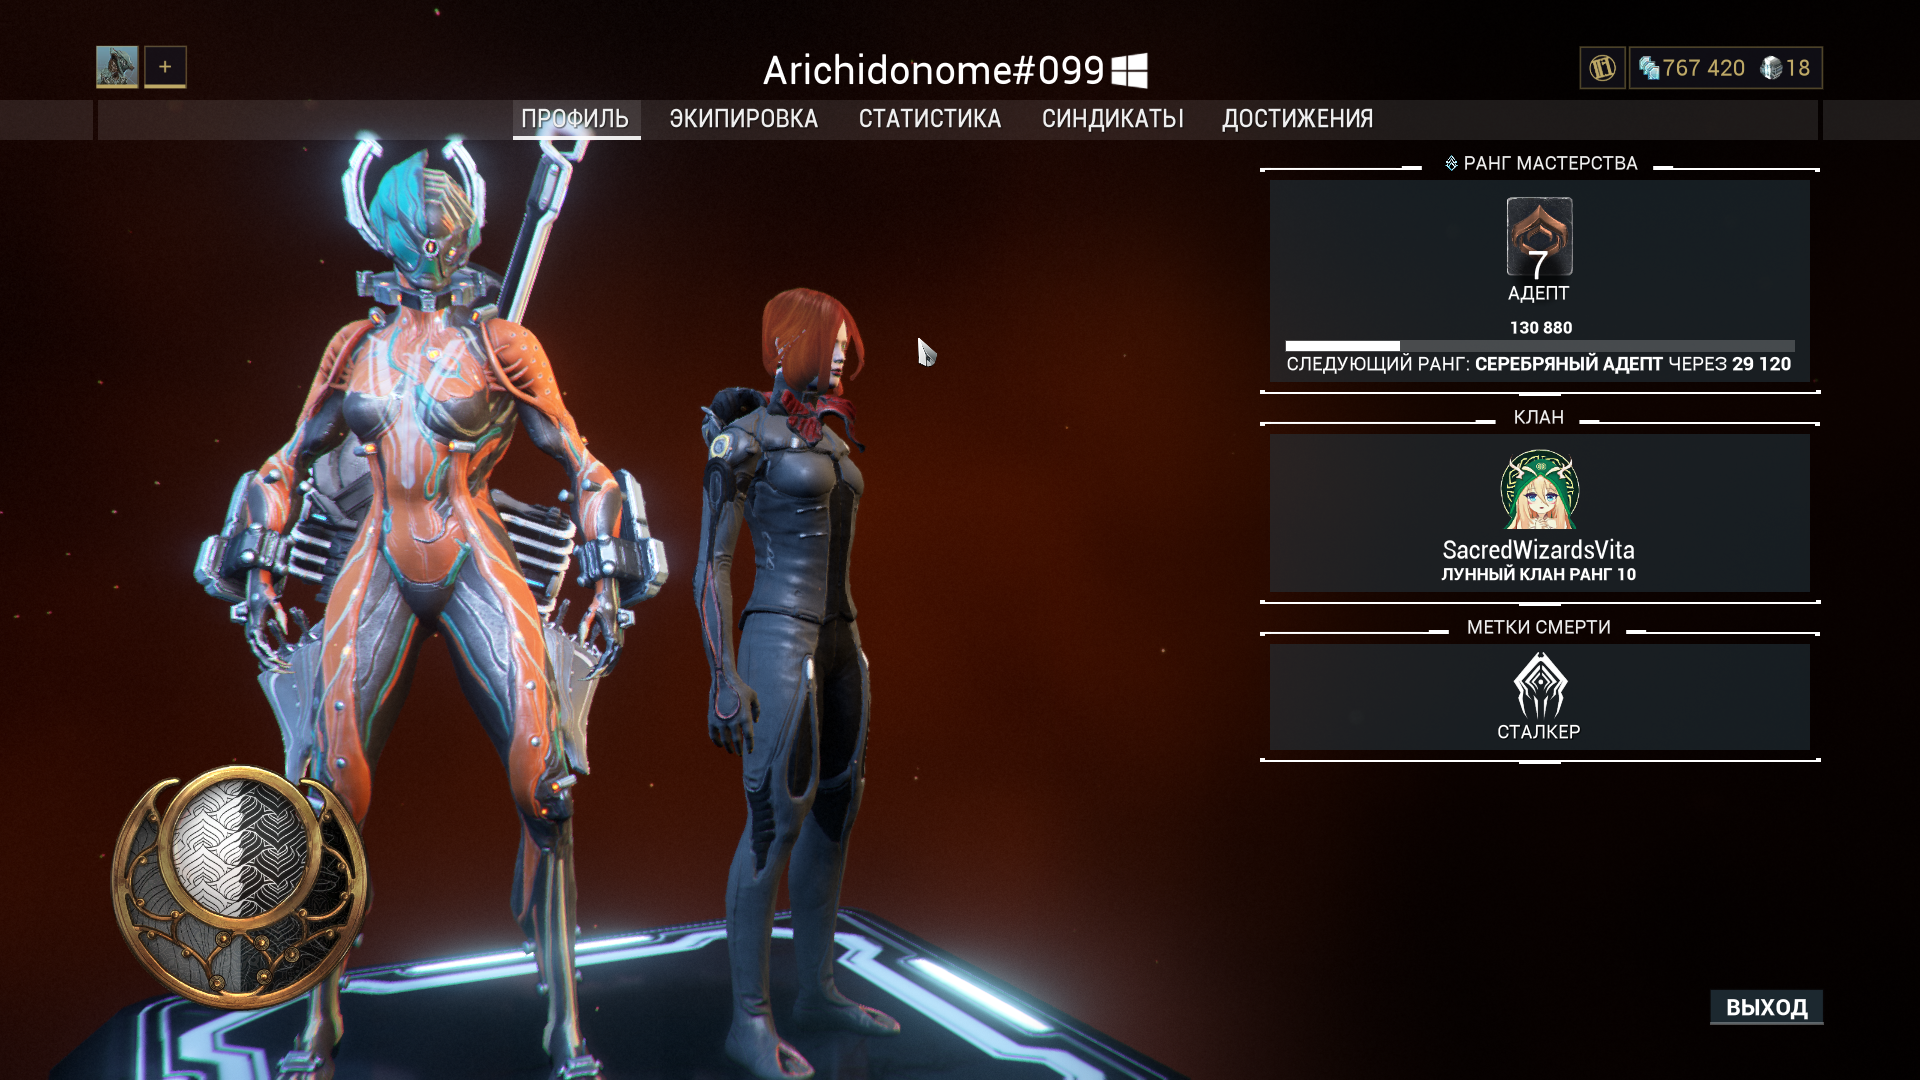 +
Arichidonome#099
767 420
18
ПРОФИЛЬ ЭКИПИРОВКА СТАТИСТИКА СИНДИКАТЫ ДОСТИЖЕНИЯ
РАНГ МАСТЕРСТВА
7
АДЕПТ
130 880
СЛЕДУЮЩИЙ РАНГ: СЕРЕБРЯНЫЙ АДЕПТ ЧЕРЕЗ 29 120
КЛАН
SacredWizardsVita
ЛУННЫЙ КЛАН РАНГ 10
МЕТКИ СМЕРТИ
СТАЛКЕР
ВЫХОД